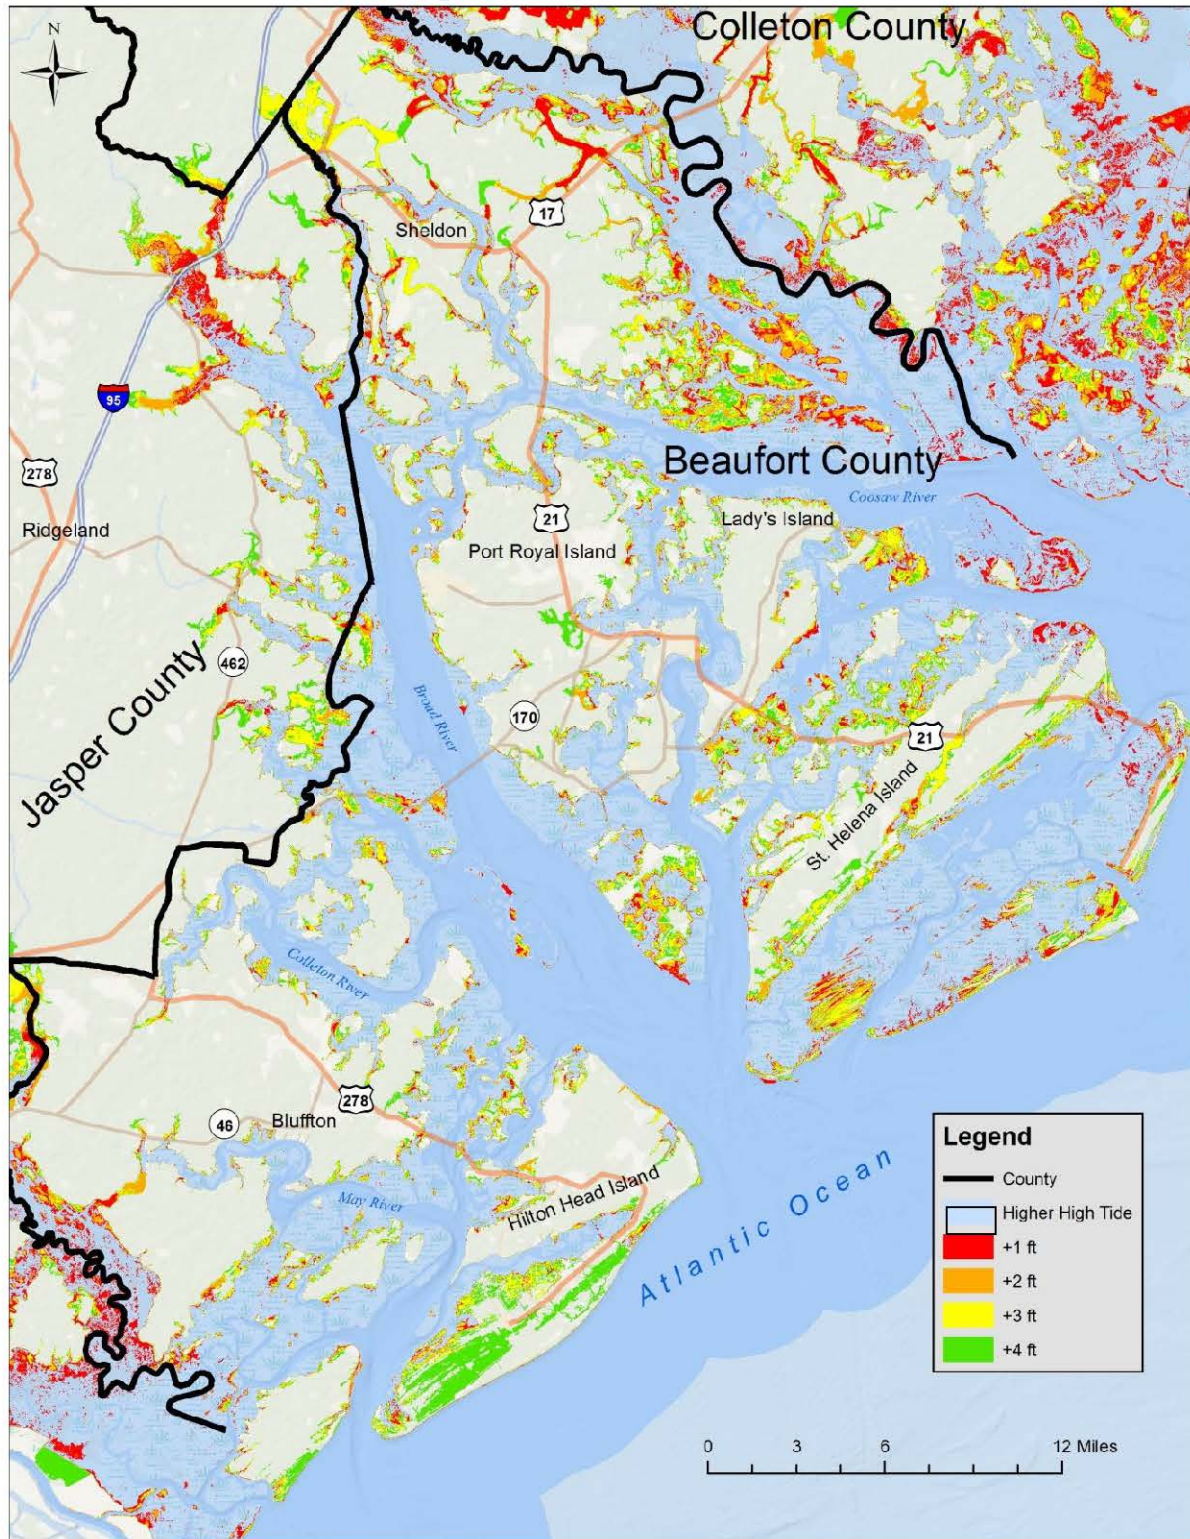 Colleton County
N
17
Sheldon
95
278
Beaufort County
Coosaw River
Ridgeland
21
Lady's Island
Port Royal Island
Jasper County
462
Broad River
170
21
St. Helena Island
Colleton River
278
46
Bluffton
May River
Hilton Head Island
Atlantic Ocean
Legend
County
Higher High Tide
+1 ft
+2 ft
+3 ft
+4 ft
0 3 6 12 Miles